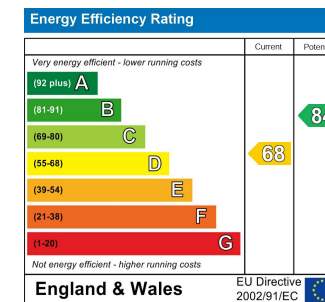 Energy Efficiency Rating
Current
Very energy efficient - lower running costs
(92 plus) A
(81-91) B
(69-80) C
(55-68) D
(39-54) E
(21-38) F
(1-20) G
68
Not energy efficient - higher running costs
England & Wales
EU Directive
2002/91/EC